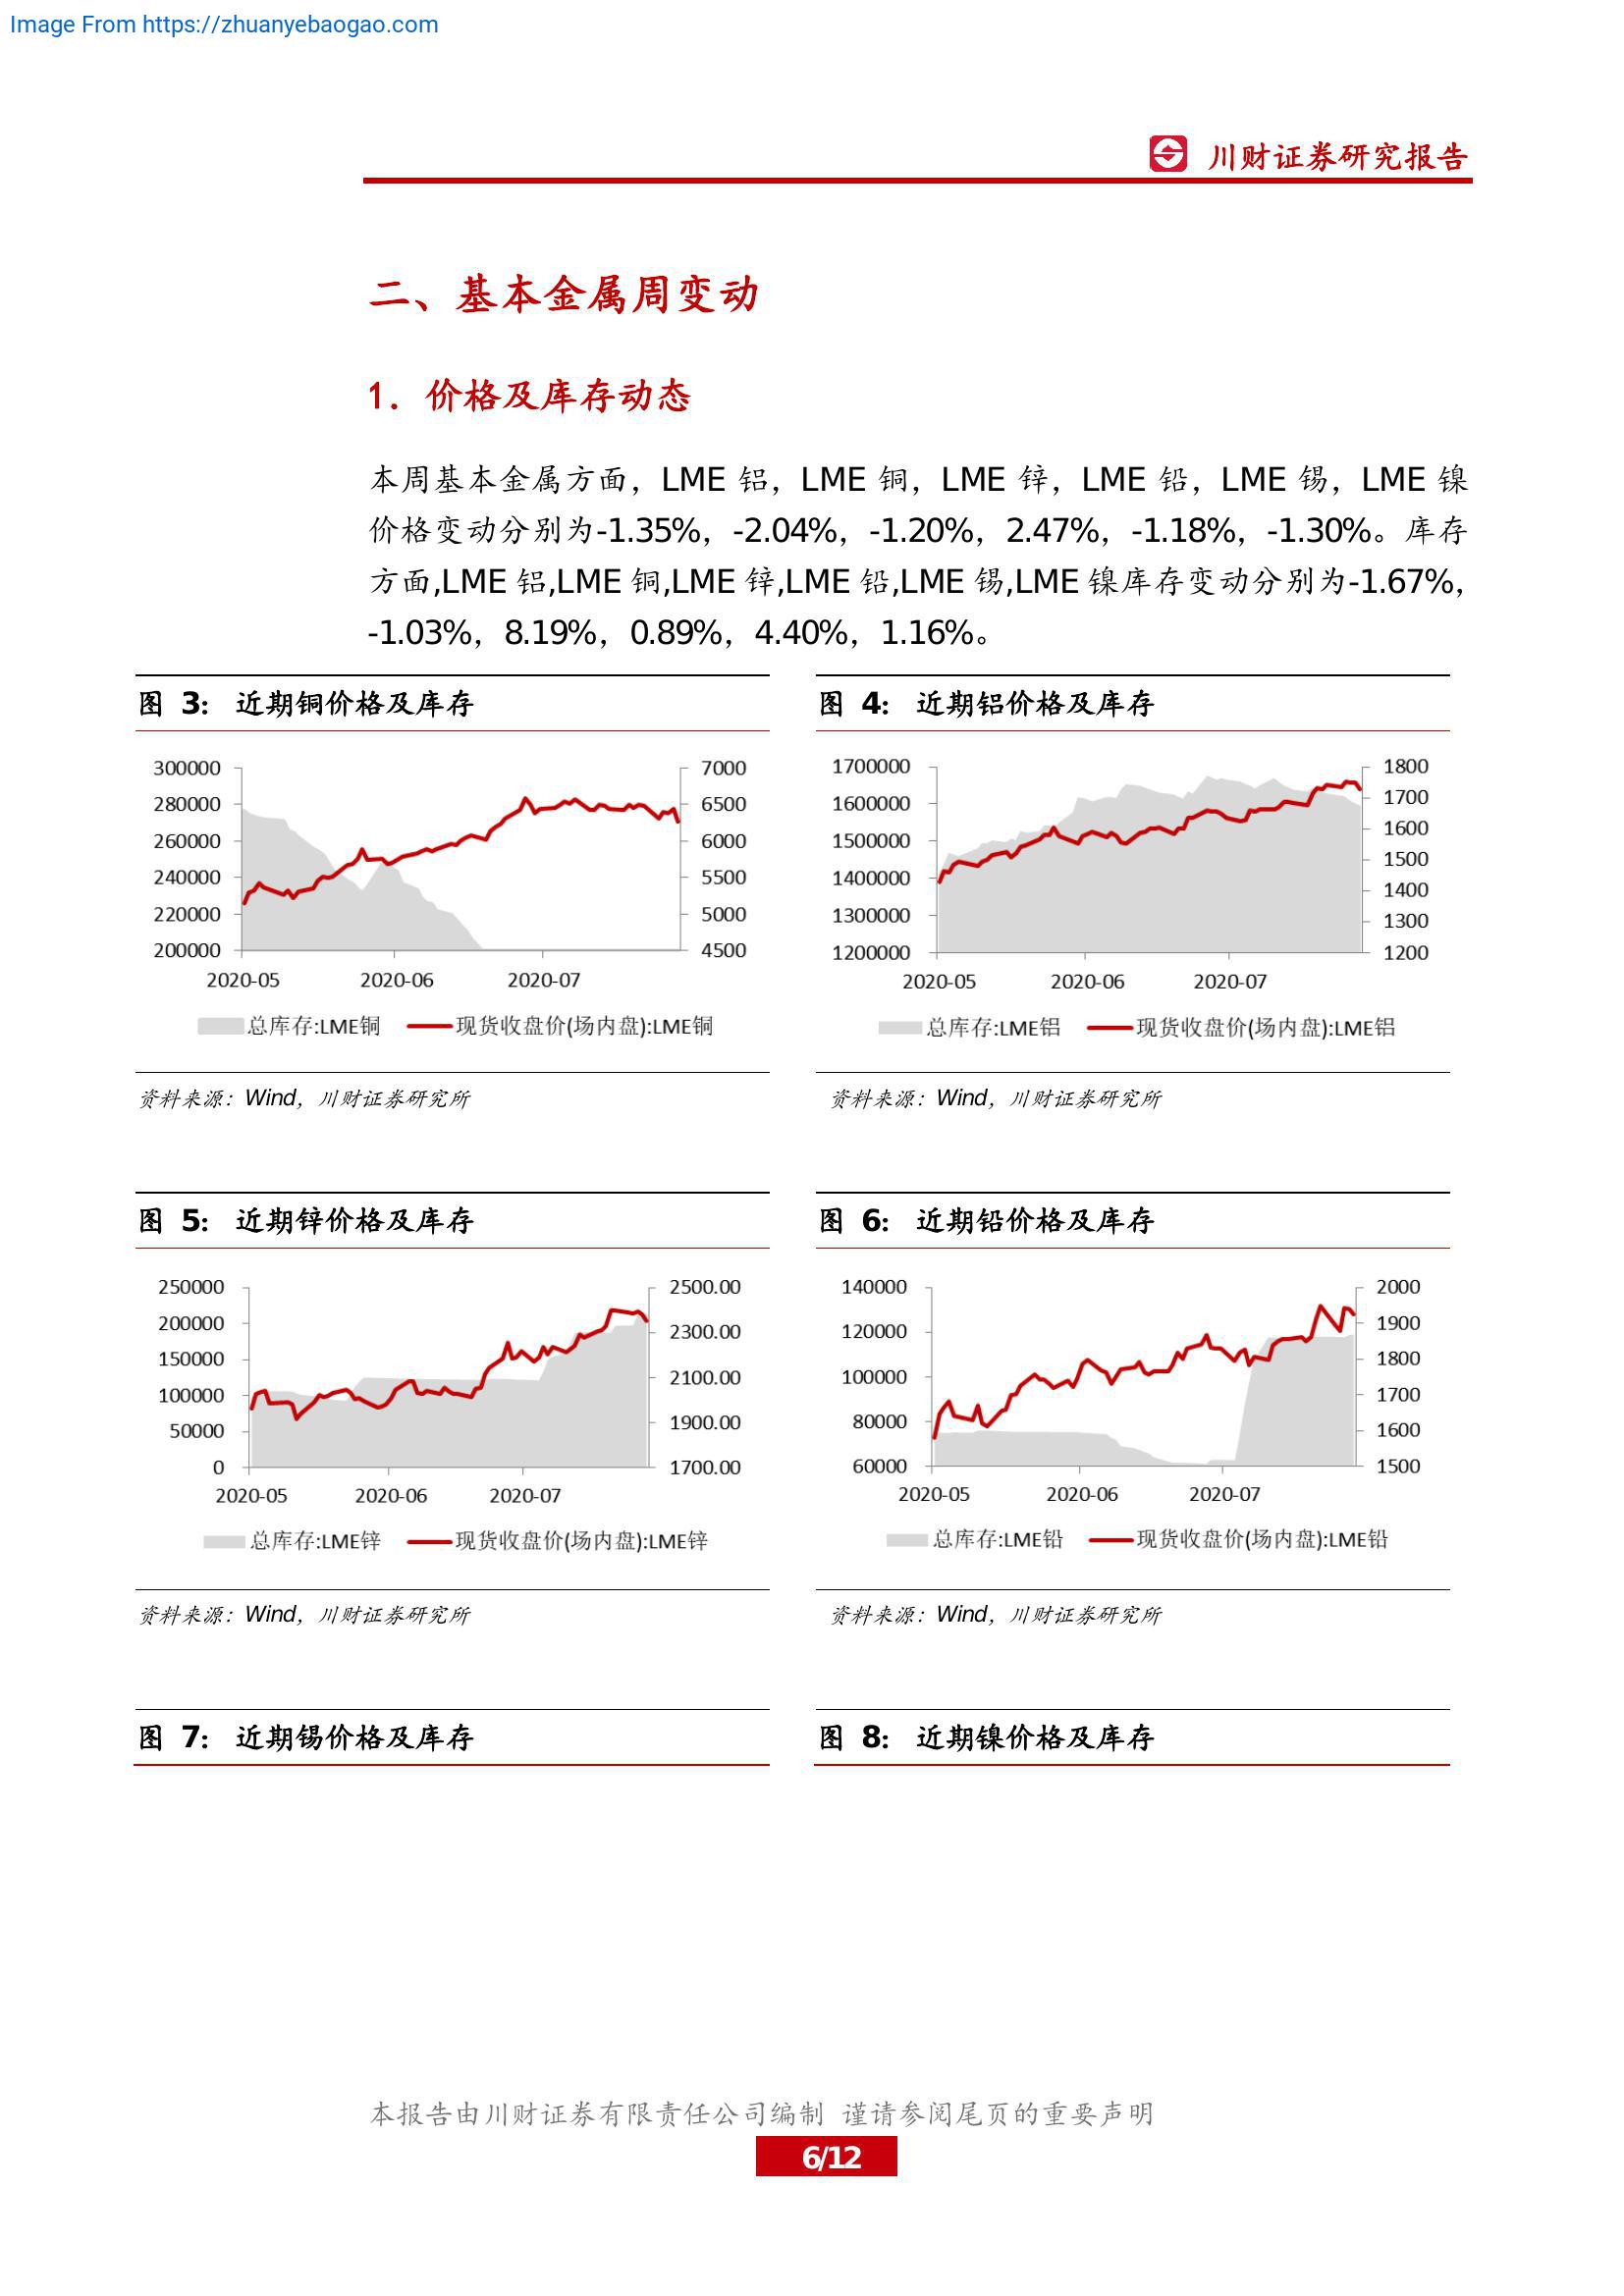 Image From https://zhuanyebaogao.com
川财证券研究报告
二、基本金属周变动
1. 价格及库存动态
本周基本金属方面，LME 铝，LME 铜，LME 锌，LME 铅，LME 锡，LME 镍
价格变动分别为-1.35%，-2.04%，-1.20%，2.47%，-1.18%，-1.30%。库存
方面,LME 铝,LME 铜,LME 锌,LME 铅,LME 锡,LME 镍库存变动分别为-1.67%，
-1.03%，8.19%，0.89%，4.40%，1.16%。
图 3： 近期铜价格及库存
300000 7000
280000 6500
260000 6000
240000 5500
220000 5000
200000 4500
2020-05 2020-06 2020-07
总库存:LME铜 现货收盘价(场内盘):LME铜
资料来源：Wind，川财证券研究所
图 4： 近期铝价格及库存
1700000 1800
1600000 1700
1500000 1600
1400000 1500
1300000 1400
1200000 1300
1200
2020-05 2020-06 2020-07
总库存:LME铝 现货收盘价(场内盘):LME铝
资料来源：Wind，川财证券研究所
图 5： 近期锌价格及库存
250000 2500.00
200000 2300.00
150000 2100.00
100000 1900.00
50000 1700.00
0
2020-05 2020-06 2020-07
总库存:LME锌 现货收盘价(场内盘):LME锌
资料来源：Wind，川财证券研究所
图 6： 近期铅价格及库存
140000 2000
120000 1900
100000 1800
80000 1700
60000 1600
1500
2020-05 2020-06 2020-07
总库存:LME铅 现货收盘价(场内盘):LME铅
资料来源：Wind，川财证券研究所
图 7： 近期锡价格及库存
图 8： 近期镍价格及库存
本报告由川财证券有限责任公司编制 谨请参阅尾页的重要声明
6/12